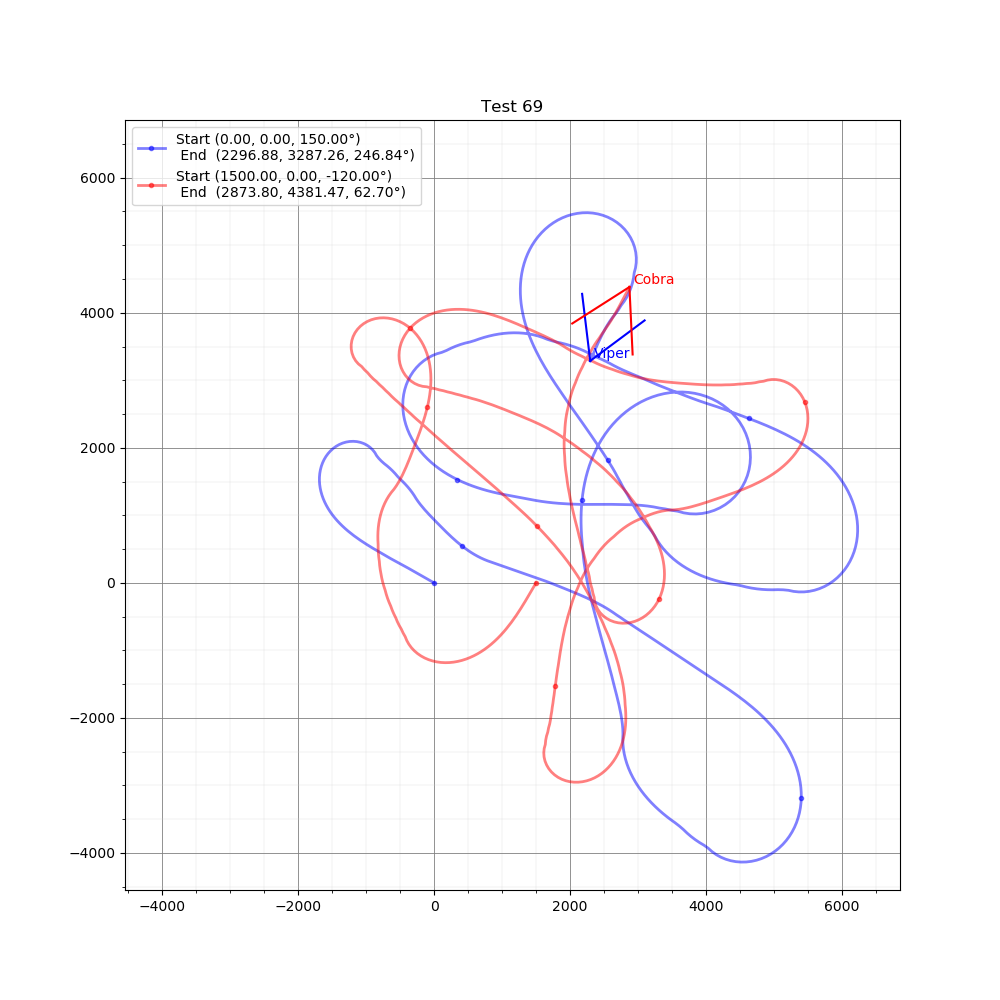 Test 69
Start (0.00, 0.00, 150.00°)
End  (2296.88, 3287.26, 246.84°)
Start (1500.00, 0.00, -120.00°)
End  (2873.80, 4381.47, 62.70°)
6000
4000
2000
0
−2000
−4000
Cobra
Viper
−4000
−2000
0
2000
4000
6000